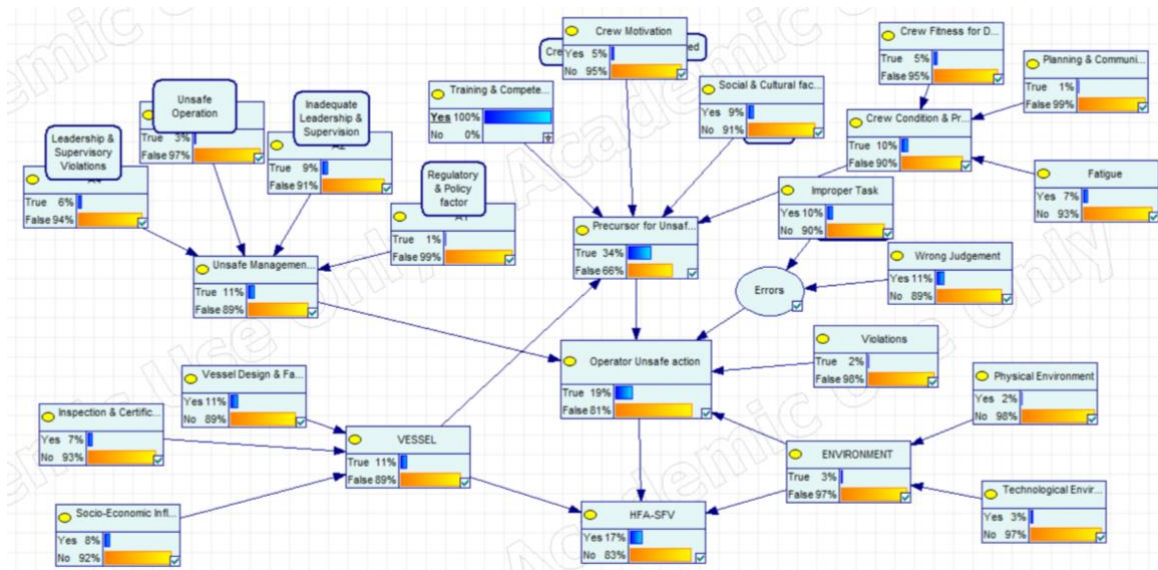 Crew Motivation
Yes 5%
No 95%
Cre
ed
Crew Fitness for D...
True 5%
False 95%
Planning & Communi...
True 1%
False 99%
Training & Compete...
Yes 100%
No 0%
Social & Cultural fac...
Yes 9%
No 91%
Unsafe
Operation
True 3%
False 97%
Inadequate
Leadership &
Supervision
A2
True 9%
False 91%
Leadership &
Supervisory
Violations
True 6%
False 94%
Regulatory
& Policy
factor
A1
True 1%
False 99%
Crew Condition & Pr...
True 10%
False 90%
Fatigue
Yes 7%
No 93%
Improper Task
Yes 10%
No 90%
Precursor for Unsaf...
True 34%
False 66%
Wrong Judgement
Yes 11%
No 89%
Errors
Unsafe Managemen...
True 11%
False 89%
Operator Unsafe action
True 19%
False 81%
Violations
True 2%
False 98%
Vessel Design & Fa...
Yes 11%
No 89%
Physical Environment
Yes 2%
No 98%
Inspection & Certific...
Yes 7%
No 93%
VESSEL
True 11%
False 89%
ENVIRONMENT
True 3%
False 97%
Technological Envir...
Yes 3%
No 97%
Socio-Economic Infl...
Yes 8%
No 92%
HFA-SFV
Yes 17%
No 83%
Academic Use Only